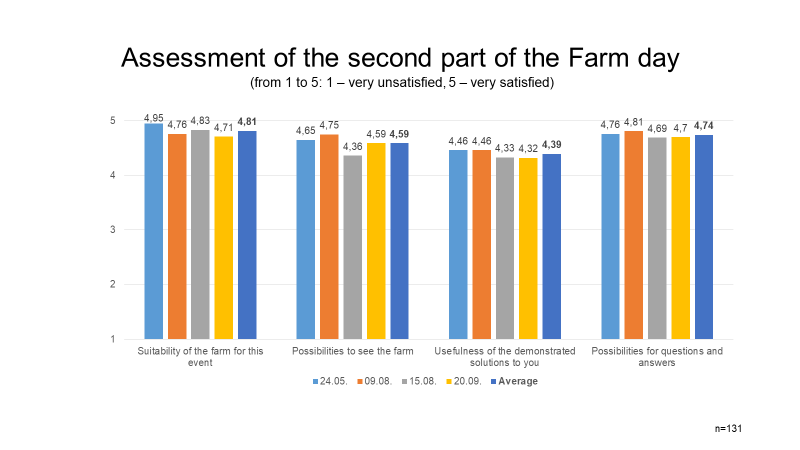 Assessment of the second part of the Farm day
(from 1 to 5: 1 – very unsatisfied, 5 – very satisfied)
5
4
3
2
1
4,95
4,76
4,83
4,71
4,81
4,65
4,75
4,36
4,59
4,59
4,46
4,46
4,33
4,32
4,39
4,76
4,81
4,69
4,7
4,74
Suitability of the farm for this
event
Possibilities to see the farm
Usefulness of the demonstrated
solutions to you
Possibilities for questions and
answers
24.05. 09.08. 15.08. 20.09. Average
n=131